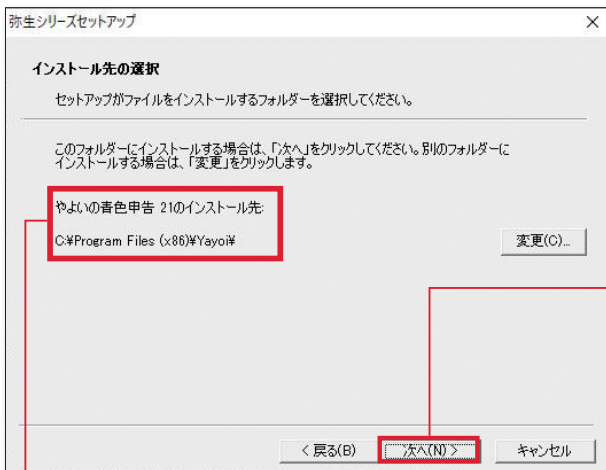 弥生シリーズセットアップ
インストール先の選択
セットアップがファイルをインストールするフォルダーを選択してください。
このフォルダーにインストールする場合は、「次へ」をクリックしてください。別のフォルダーに
インストールする場合は、「変更」をクリックします。
やよいの青色申告 21のインストール先:
C:¥Program Files (x86)¥Yayoi¥
変更(C)...
< 戻る(B)
次へ(N) >
キャンセル